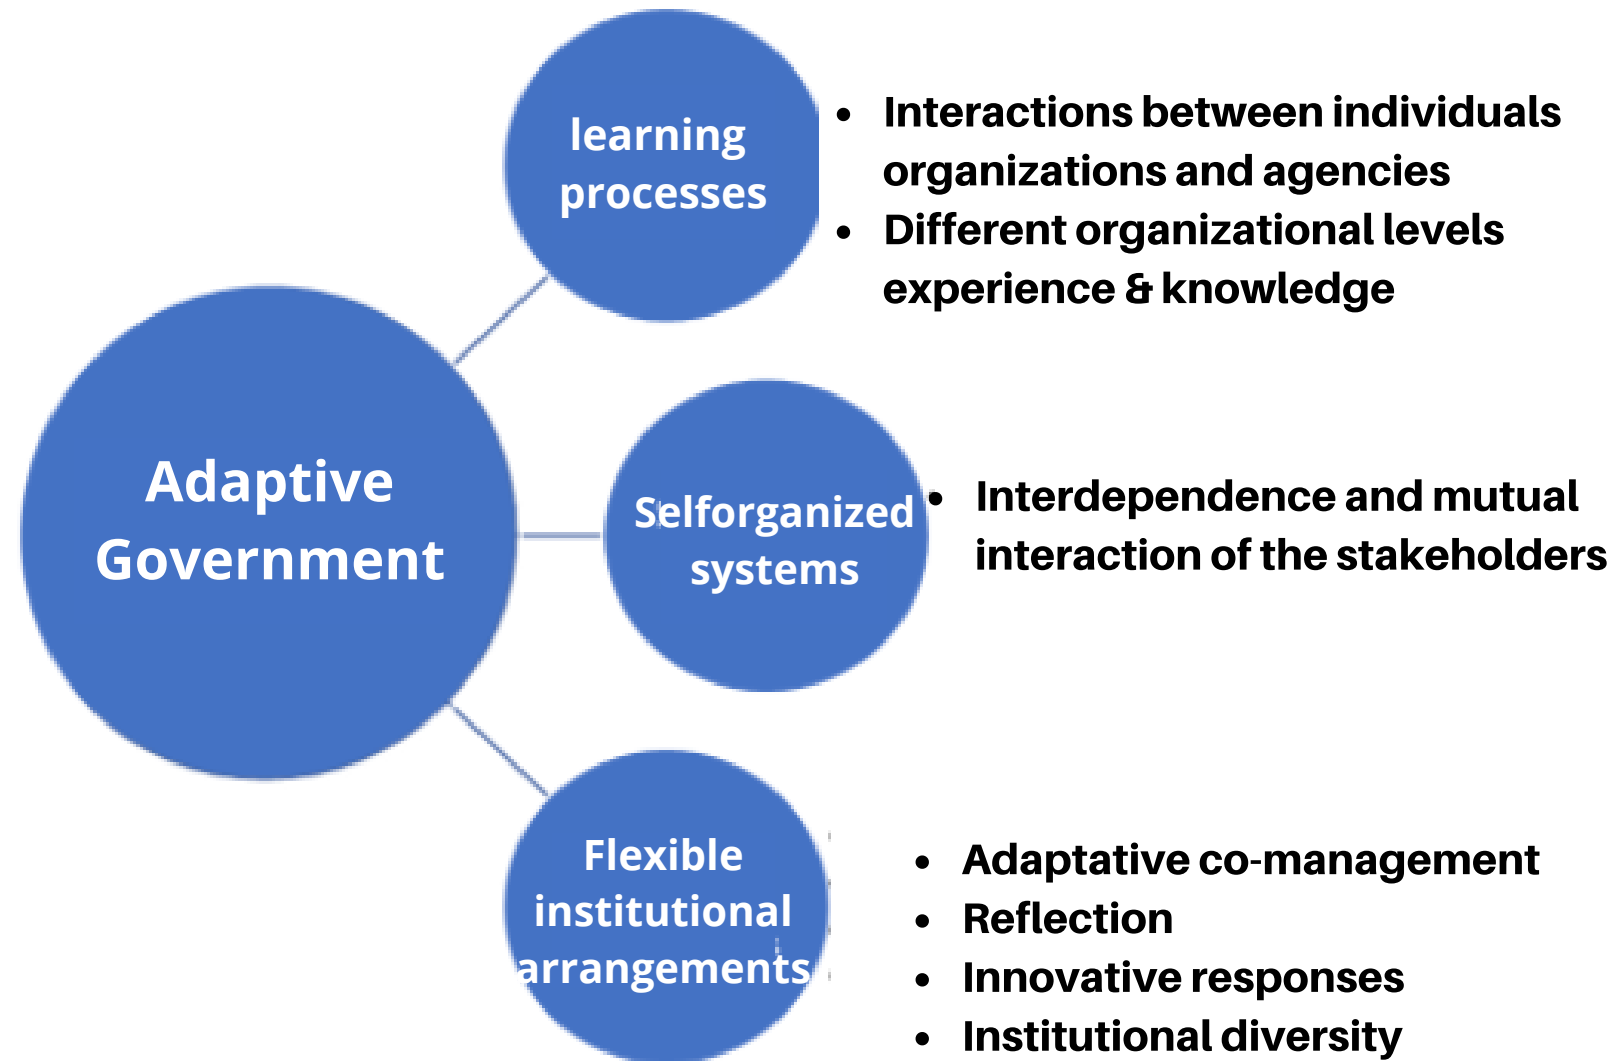 learning
processes
• Interactions between individuals
organizations and agencies
• Different organizational levels
experience & knowledge
Adaptive
Government
Selforganized
systems
• Interdependence and mutual
interaction of the stakeholders
Flexible
institutional
arrangements
• Adaptative co-management
• Reflection
• Innovative responses
• Institutional diversity